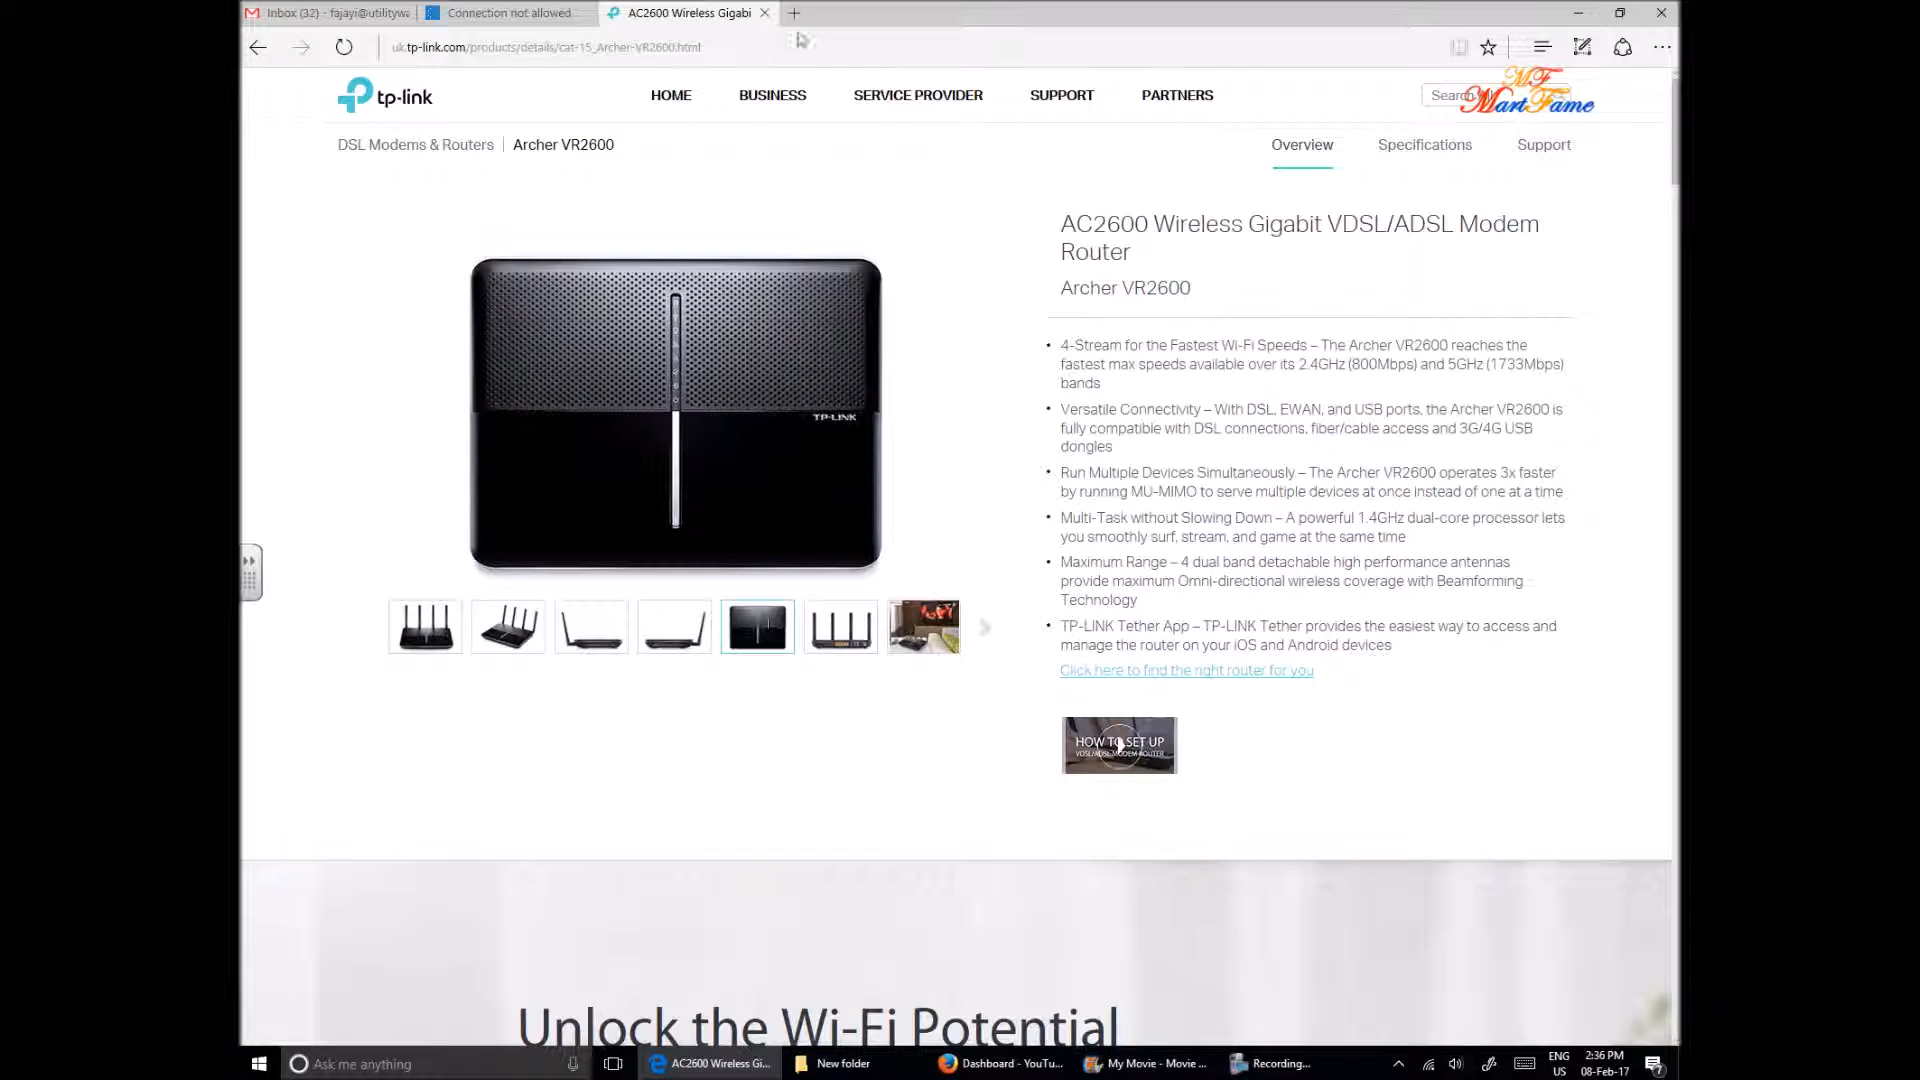 Inbox (32) - fajayi@utilitywa
Connection not allowed
AC2600 Wireless Gigabi
uk.tp-link.com/products/details/cat-15_Archer-VR2600.html
tp-link
HOME
BUSINESS
SERVICE PROVIDER
SUPPORT
PARTNERS
Search
MF
MartFame
DSL Modems & Routers | Archer VR2600
Overview
Specifications
Support
AC2600 Wireless Gigabit VDSL/ADSL Modem
Router
Archer VR2600
• 4-Stream for the Fastest Wi-Fi Speeds – The Archer VR2600 reaches the
fastest max speeds available over its 2.4GHz (800Mbps) and 5GHz (1733Mbps)
bands
• Versatile Connectivity – With DSL, EWAN, and USB ports, the Archer VR2600 is
fully compatible with DSL connections, fiber/cable access and 3G/4G USB
dongles
• Run Multiple Devices Simultaneously – The Archer VR2600 operates 3x faster
by running MU-MIMO to serve multiple devices at once instead of one at a time
• Multi-Task without Slowing Down – A powerful 1.4GHz dual-core processor lets
you smoothly surf, stream, and game at the same time
• Maximum Range – 4 dual band detachable high performance antennas
provide maximum Omni-directional wireless coverage with Beamforming
Technology
• TP-LINK Tether App – TP-LINK Tether provides the easiest way to access and
manage the router on your iOS and Android devices
Click here to find the right router for you
TP-LINK
HOW TO SET UP
VDSL/ADSL MODEM ROUTER
Unlock the Wi-Fi Potential
Ask me anything
AC2600 Wireless Gi...
New folder
Dashboard - YouTu...
My Movie - Movie ...
Recording...
ENG
US
2:36 PM
08-Feb-17
7